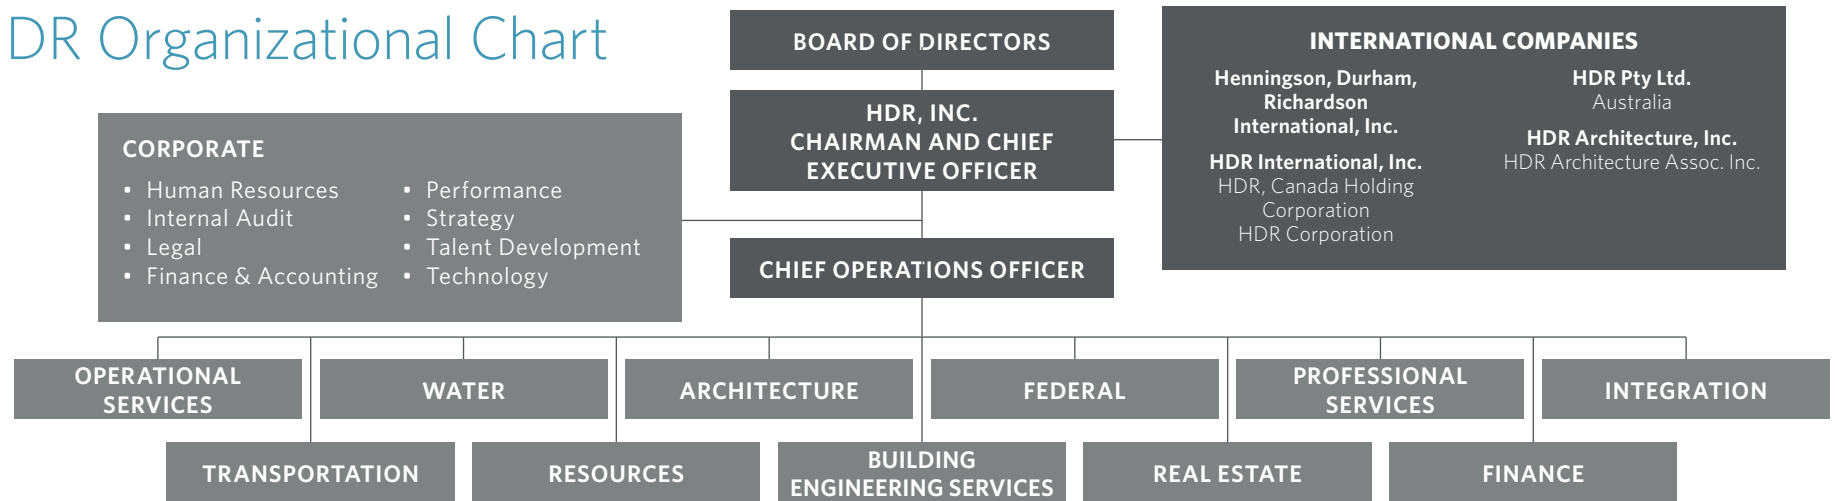 DR Organizational Chart
BOARD OF DIRECTORS
HDR, INC.
CHAIRMAN AND CHIEF
EXECUTIVE OFFICER
INTERNATIONAL COMPANIES
Henningson, Durham,
Richardson
International, Inc.
HDR International, Inc.
HDR, Canada Holding
Corporation
HDR Corporation
HDR Pty Ltd.
Australia
HDR Architecture, Inc.
HDR Architecture Assoc. Inc.
CORPORATE
• Human Resources
• Internal Audit
• Legal
• Finance & Accounting
• Performance
• Strategy
• Talent Development
• Technology
CHIEF OPERATIONS OFFICER
OPERATIONAL
SERVICES
WATER
ARCHITECTURE
FEDERAL
PROFESSIONAL
SERVICES
INTEGRATION
TRANSPORTATION
RESOURCES
BUILDING
ENGINEERING SERVICES
REAL ESTATE
FINANCE